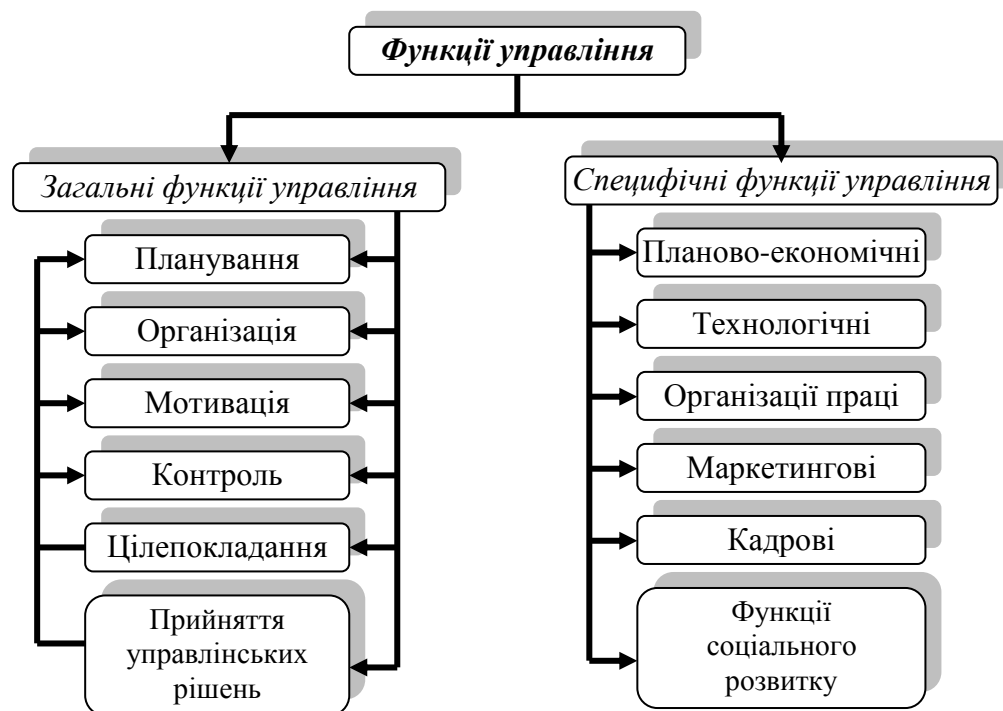 Функції управління
Загальні функції управління
Планування
Організація
Мотивація
Контроль
Цілепокладання
Прийняття
управлінських
рішень
Специфічні функції управління
Планово-економічні
Технологічні
Організації праці
Маркетингові
Кадрові
Функції
соціального
розвитку